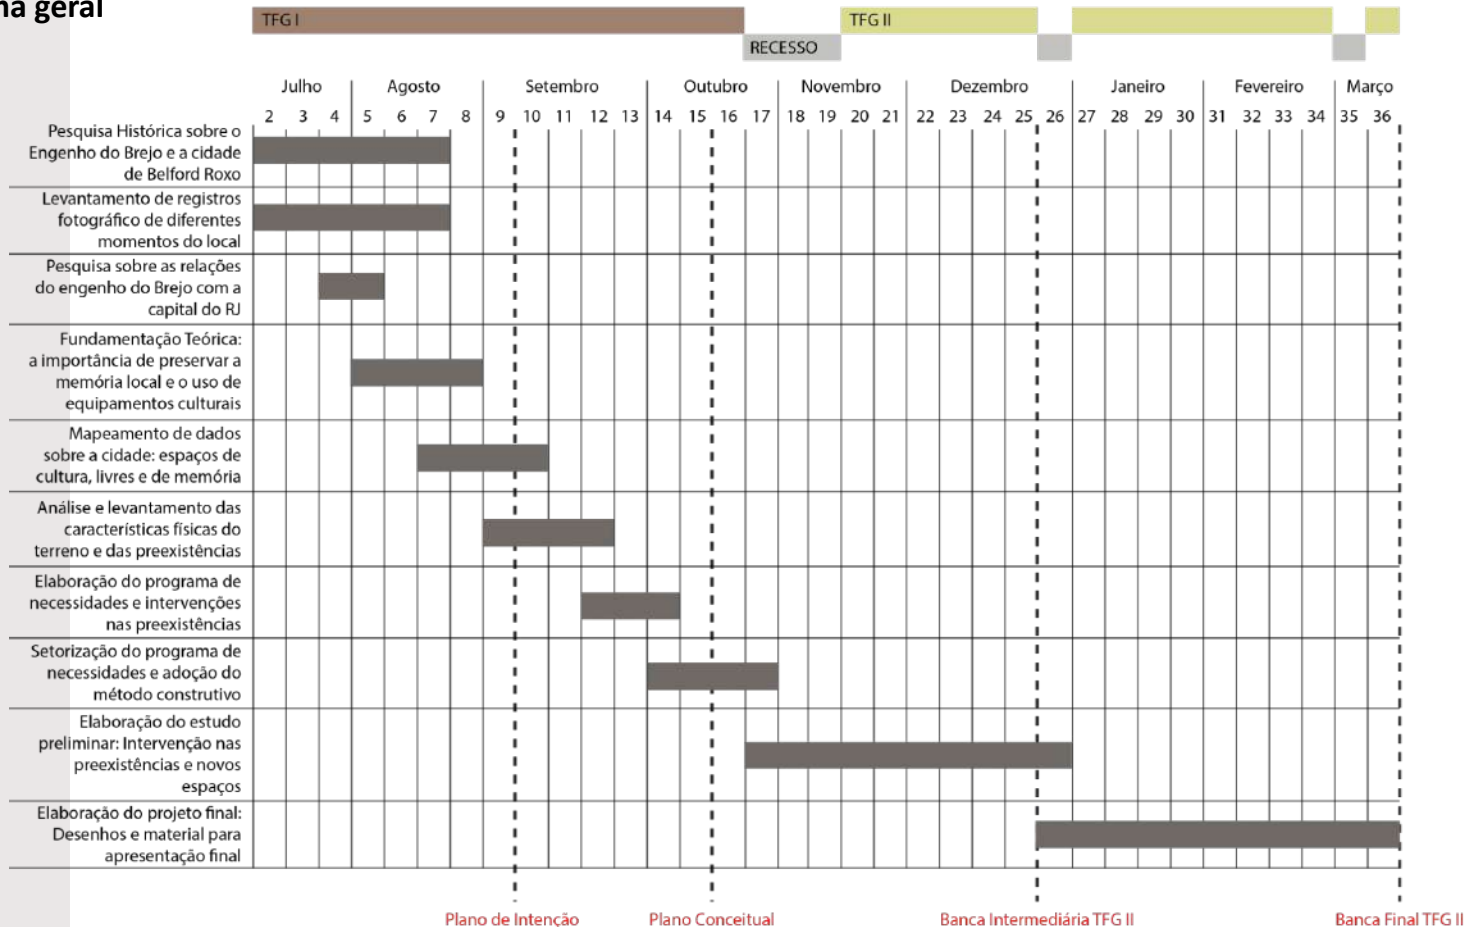 na geral
TFG I
TFG II
RECESSO
Julho Agosto Setembro Outubro Novembro Dezembro Janeiro Fevereiro Março
2 3 4 5 6 7 8 9 10 11 12 13 14 15 16 17 18 19 20 21 22 23 24 25 26 27 28 29 30 31 32 33 34 35 36
Pesquisa Histórica sobre o
Engenho do Brejo e a cidade
de Belford Roxo
Levantamento de registros
fotográfico de diferentes
momentos do local
Pesquisa sobre as relações
do engenho do Brejo com a
capital do RJ
Fundamentação Teórica:
a importância de preservar a
memória local e o uso de
equipamentos culturais
Mapeamento de dados
sobre a cidade: espaços de
cultura, livres e de memória
Análise e levantamento das
características físicas do
terreno e das preexistências
Elaboração do programa de
necessidades e intervenções
nas preexistências
Setorização do programa de
necessidades e adoção do
método construtivo
Elaboração do estudo
preliminar: Intervenção nas
preexistências e novos
espaços
Elaboração do projeto final:
Desenhos e material para
apresentação final
Plano de Intenção Plano Conceitual Banca Intermediária TFG II Banca Final TFG II